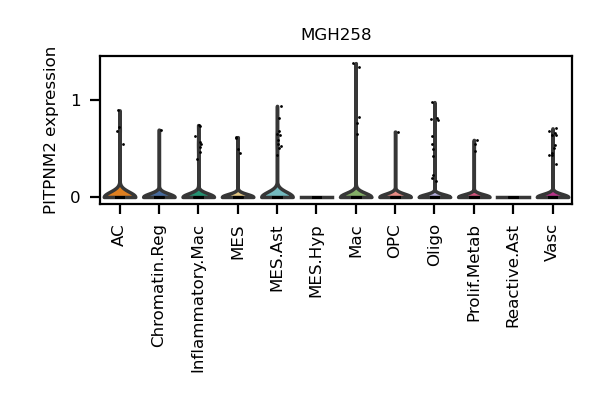 MGH258
PITPNM2 expression
1
0
AC
Chromatin.Reg
Inflammatory.Mac
MES
MES.Ast
MES.Hyp
Mac
OPC
Oligo
Prolif.Metab
Reactive.Ast
Vasc